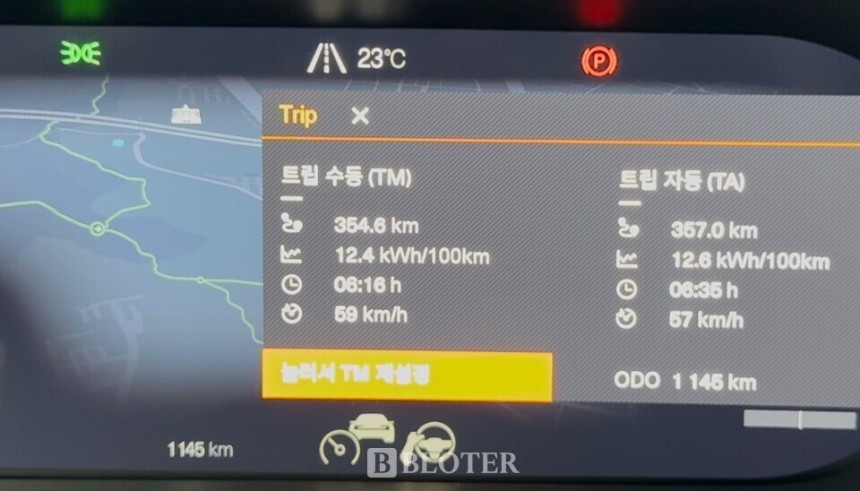 23°C
P
Trip
트립 수동 (TM)
354.6 km
12.4 kWh/100km
06:16 h
59 km/h
트립 자동 (TA)
357.0 km
12.6 kWh/100km
06:35 h
57 km/h
눌러서 TM 재설정
ODO 1 145 km
1145 km
B BLOTER